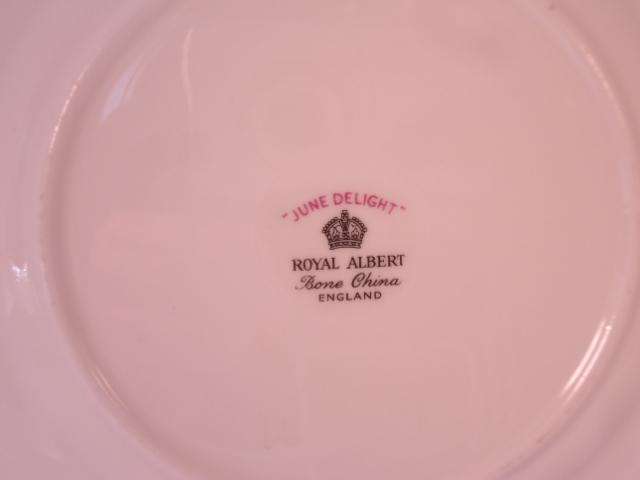 "JUNE DELIGHT"
ROYAL ALBERT
Bone China
ENGLAND